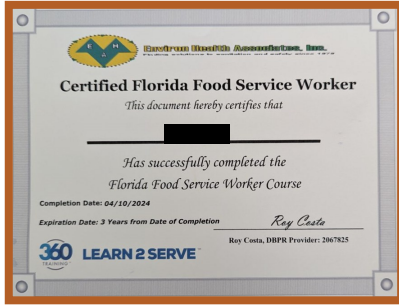 E H A
Environ Health Associates, Inc.
Certified Florida Food Service Worker
This document hereby certifies that
Has successfully completed the
Florida Food Service Worker Course
Completion Date: 04/10/2024
Expiration Date: 3 Years from Date of Completion
Roy Costa
Roy Costa, DBPR Provider: 2067825
360 TRAINING
LEARN 2 SERVE™